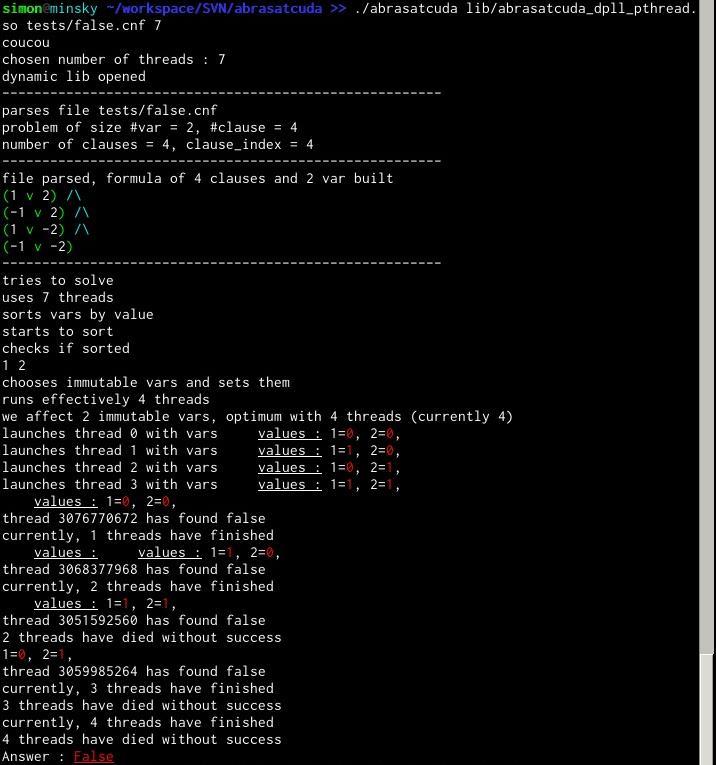 simon@minsky ~/workspace/SVN/abrasatcuda >> ./abrasatcuda lib/abrasatcuda_dpll_pthread.
so tests/false.cnf 7
coucou
chosen number of threads : 7
dynamic lib opened
-------------------------------------------------------
parses file tests/false.cnf
problem of size #var = 2, #clause = 4
number of clauses = 4, clause_index = 4
-------------------------------------------------------
file parsed, formula of 4 clauses and 2 var built
(1 v 2) /\
(-1 v 2) /\
(1 v -2) /\
(-1 v -2)
-------------------------------------------------------
tries to solve
uses 7 threads
sorts vars by value
starts to sort
checks if sorted
1 2
chooses immutable vars and sets them
runs effectively 4 threads
we affect 2 immutable vars, optimum with 4 threads (currently 4)
launches thread 0 with vars     values : 1=0, 2=0,
launches thread 1 with vars     values : 1=1, 2=0,
launches thread 2 with vars     values : 1=0, 2=1,
launches thread 3 with vars     values : 1=1, 2=1,
    values : 1=0, 2=0,
thread 3076770672 has found false
currently, 1 threads have finished
    values :     values : 1=1, 2=0,
thread 3068377968 has found false
currently, 2 threads have finished
    values : 1=1, 2=1,
thread 3051592560 has found false
2 threads have died without success
1=0, 2=1,
thread 3059985264 has found false
currently, 3 threads have finished
3 threads have died without success
currently, 4 threads have finished
4 threads have died without success
Answer : False